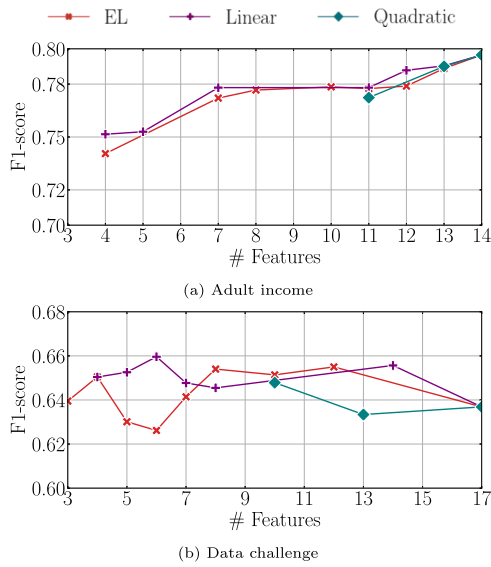 EL Linear Quadratic
0.80
0.78
0.75
0.72
0.70
F1-score
3 4 5 6 7 8 9 10 11 12 13 14
# Features
(a) Adult income
0.68
0.66
0.64
0.62
0.60
F1-score
3 5 7 9 11 13 15 17
# Features
(b) Data challenge